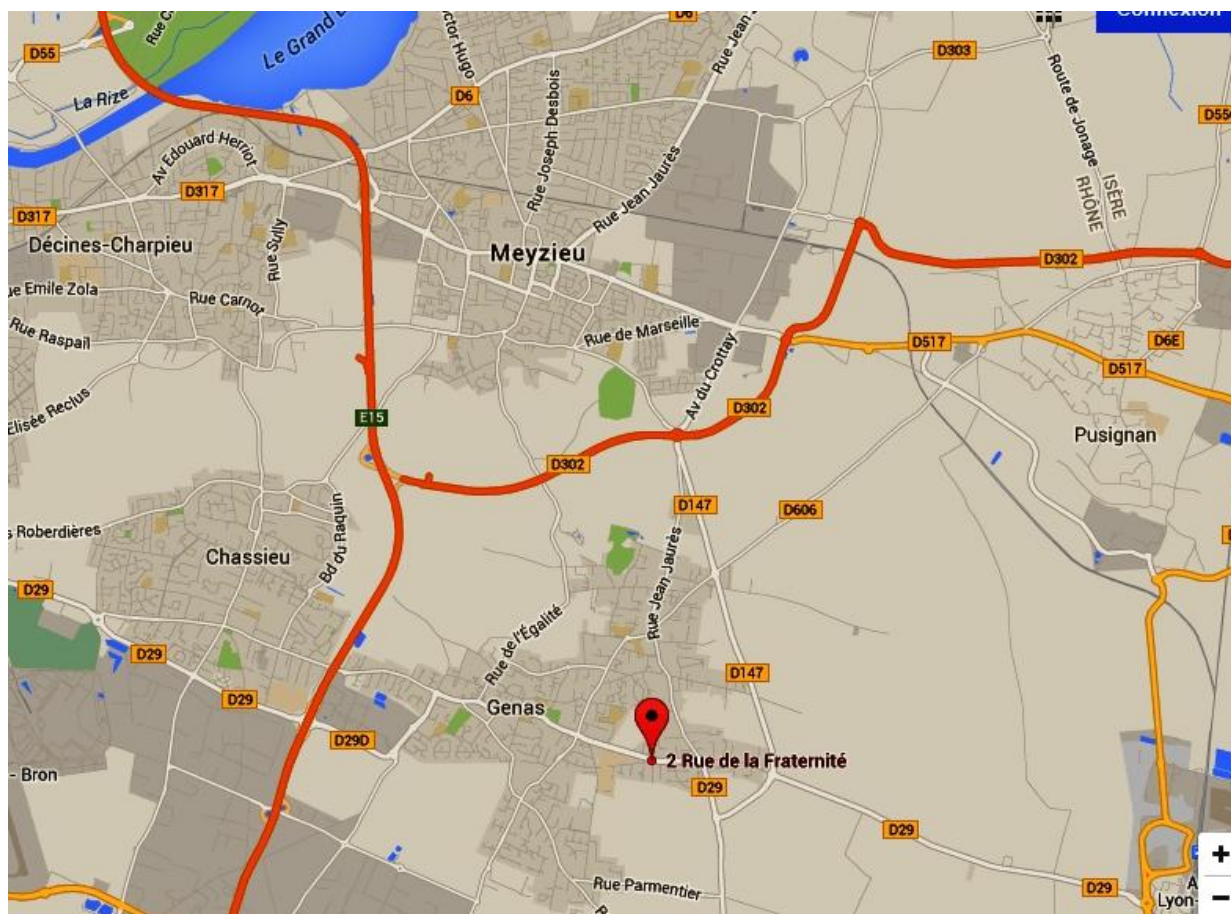 Connexion
D55
Le Grand
ctor Hugo
D6
Rue Jean
D303
La Rize
D6
Rue Joseph Desbois
Route de Jonage
Av Edouard Herriot
D317
Rue Jean Jaurès
ISÈRE
RHÔNE
D317
Décines-Charpieu
Rue Sully
Meyzieu
D302
ue Emile Zola
Rue Carnot
Rue de Marseille
Rue Raspail
D517
D6E
Av du Crottay
D517
Elisée Reclus
E15
D302
Pusignan
D302
D147
D606
s Roberdières
Chassieu
Bd du Raquin
Rue Jean Jaurès
D29
Rue de l'Égalité
D29
D147
D29
Genas
D29D
- Bron
2 Rue de la Fraternité
D29
D29
+
Rue Parmentier
D29
Lyon-
−